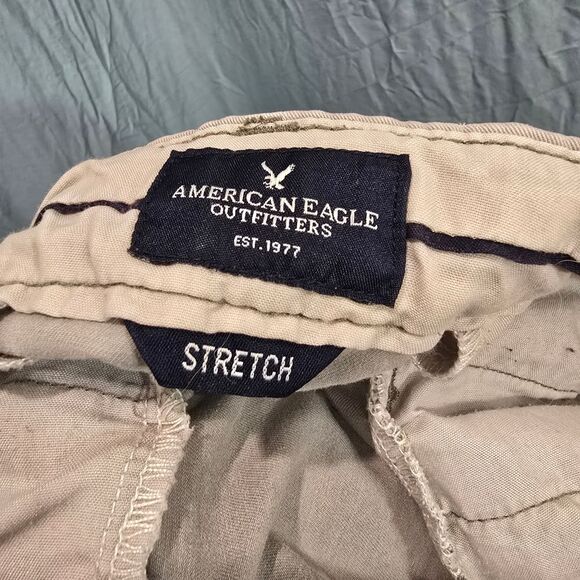 AMERICAN EAGLE
OUTFITTERS
EST. 1977
STRETCH